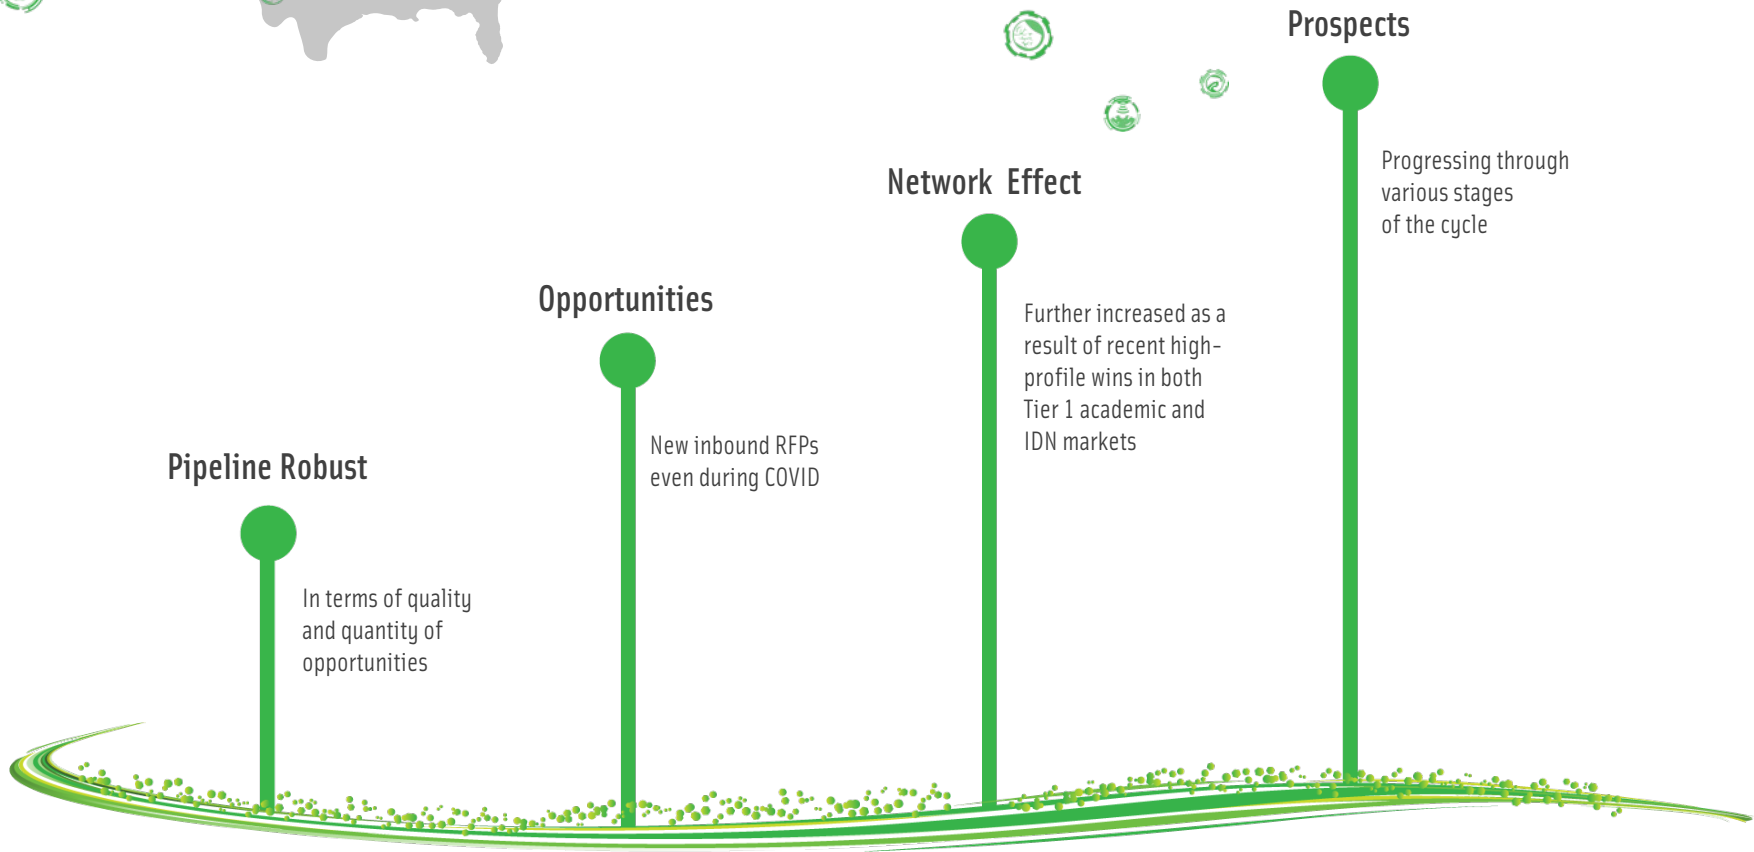 Pipeline Robust
In terms of quality
and quantity of
opportunities
Opportunities
New inbound RFPs
even during COVID
Network Effect
Further increased as a
result of recent high-
profile wins in both
Tier 1 academic and
IDN markets
Prospects
Progressing through
various stages
of the cycle